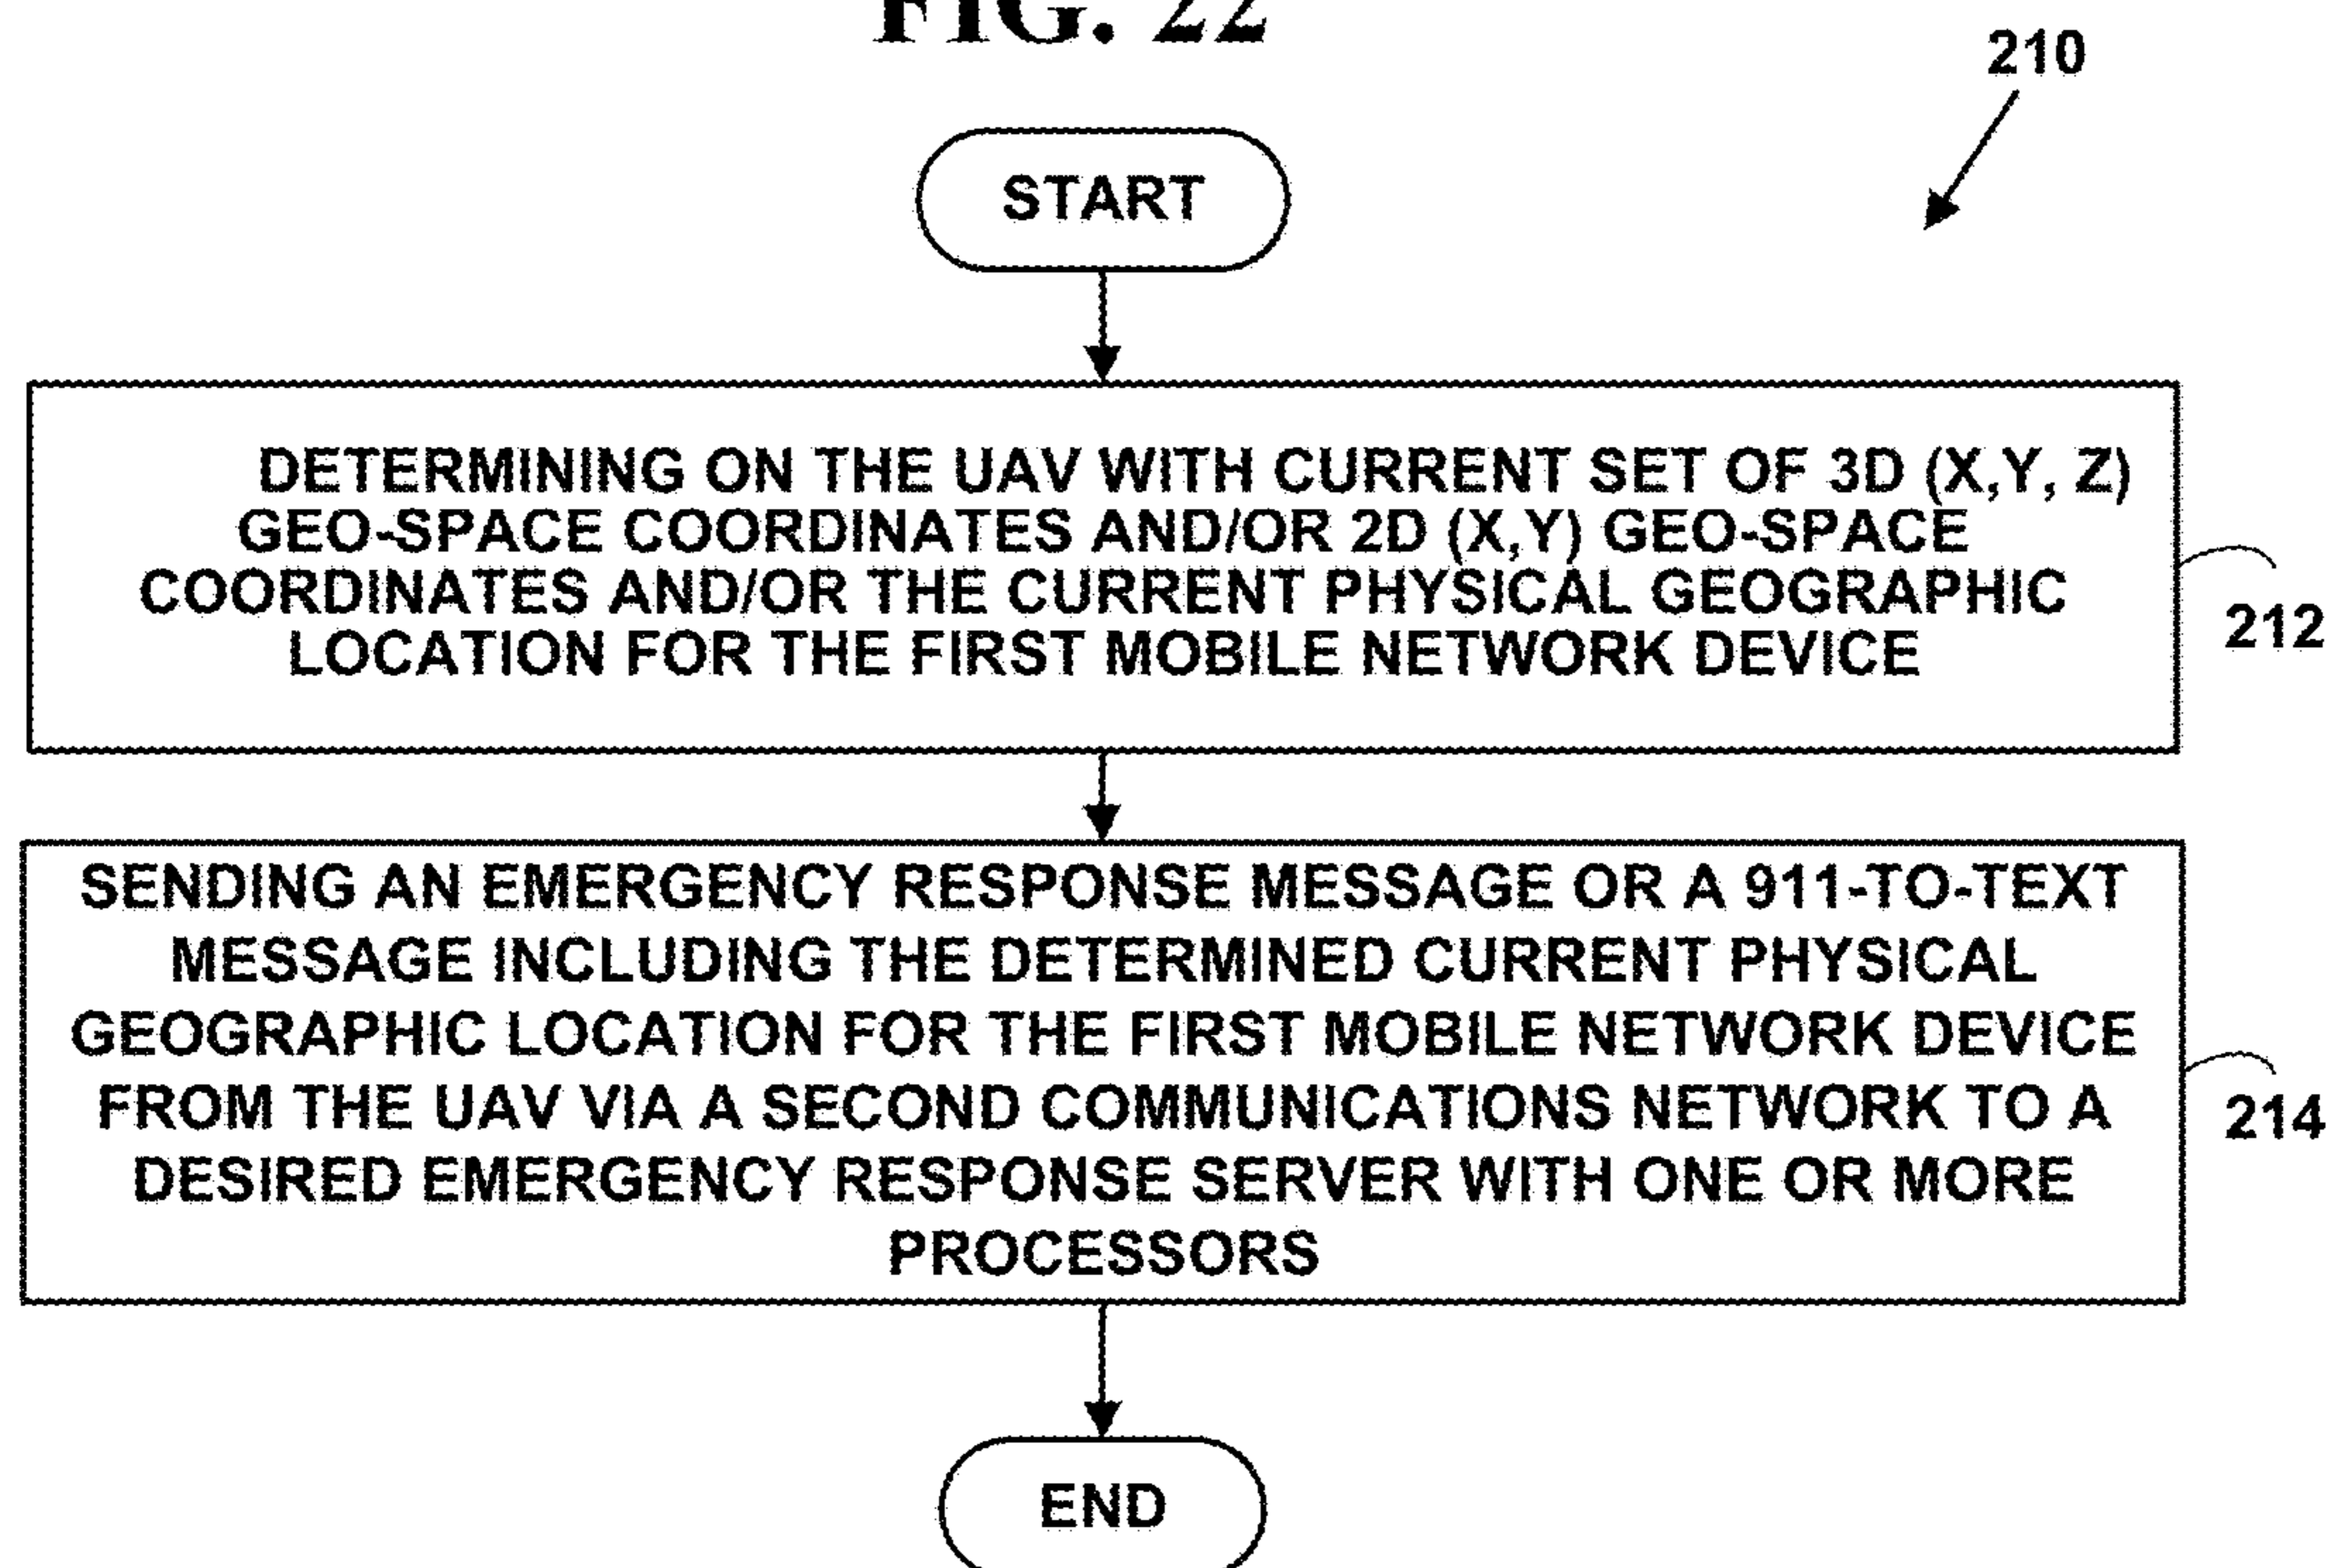 FIG. 22
210
START
DETERMINING ON THE UAV WITH CURRENT SET OF 3D (X,Y, Z)
GEO-SPACE COORDINATES AND/OR 2D (X,Y) GEO-SPACE
COORDINATES AND/OR THE CURRENT PHYSICAL GEOGRAPHIC
LOCATION FOR THE FIRST MOBILE NETWORK DEVICE
212
SENDING AN EMERGENCY RESPONSE MESSAGE OR A 911-TO-TEXT
MESSAGE INCLUDING THE DETERMINED CURRENT PHYSICAL
GEOGRAPHIC LOCATION FOR THE FIRST MOBILE NETWORK DEVICE
FROM THE UAV VIA A SECOND COMMUNICATIONS NETWORK TO A
DESIRED EMERGENCY RESPONSE SERVER WITH ONE OR MORE
PROCESSORS
214
END